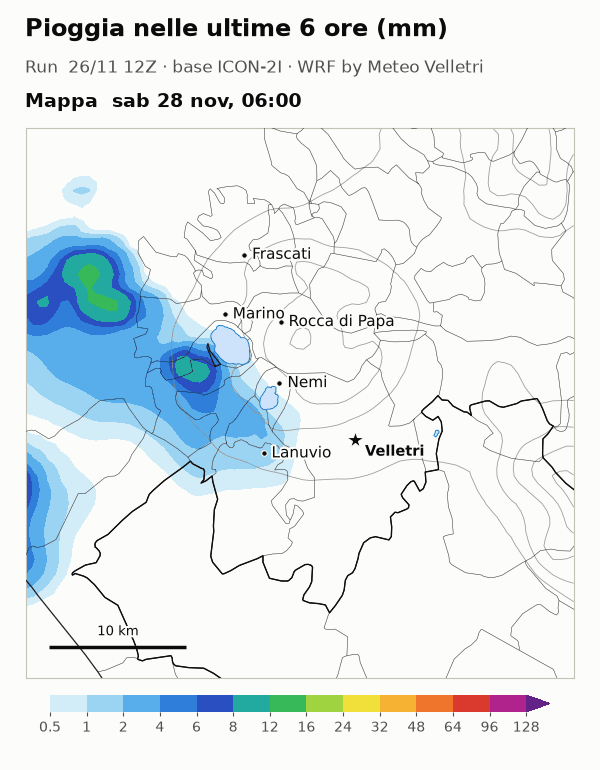 Pioggia nelle ultime 6 ore (mm)
Run 26/11 12Z · base ICON-2I · WRF by Meteo Velletri
Mappa sab 28 nov, 06:00
Frascati
Marino
Rocca di Papa
Nemi
Velletri
Lanuvio
10 km
0.5 1 2 4 6 8 12 16 24 32 48 64 96 128